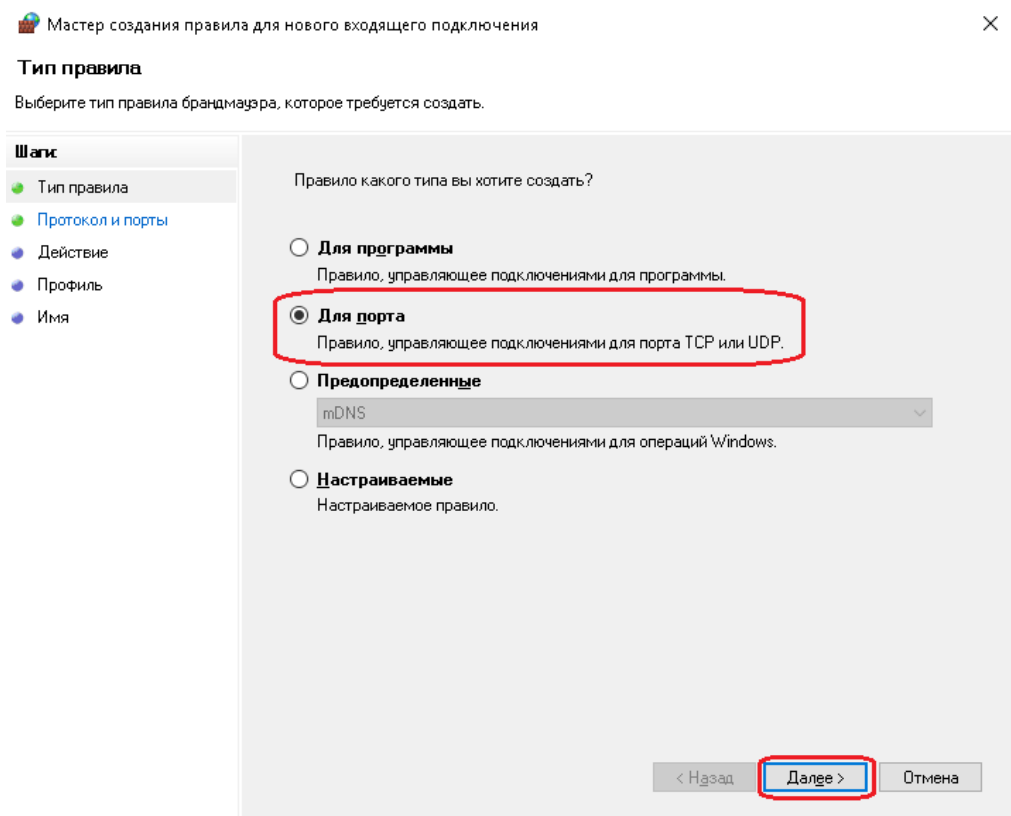 Мастер создания правила для нового входящего подключения
Тип правила
Выберите тип правила брандмауэра, которое требуется создать.
Шаги:
Тип правила
Протокол и порты
Действие
Профиль
Имя
Правило какого типа вы хотите создать?
Для программы
Правило, управляющее подключениями для программы.
Для порта
Правило, управляющее подключениями для порта TCP или UDP.
Предопределенные
mDNS
Правило, управляющее подключениями для операций Windows.
Настраиваемые
Настраиваемое правило.
< Назад
Далее >
Отмена